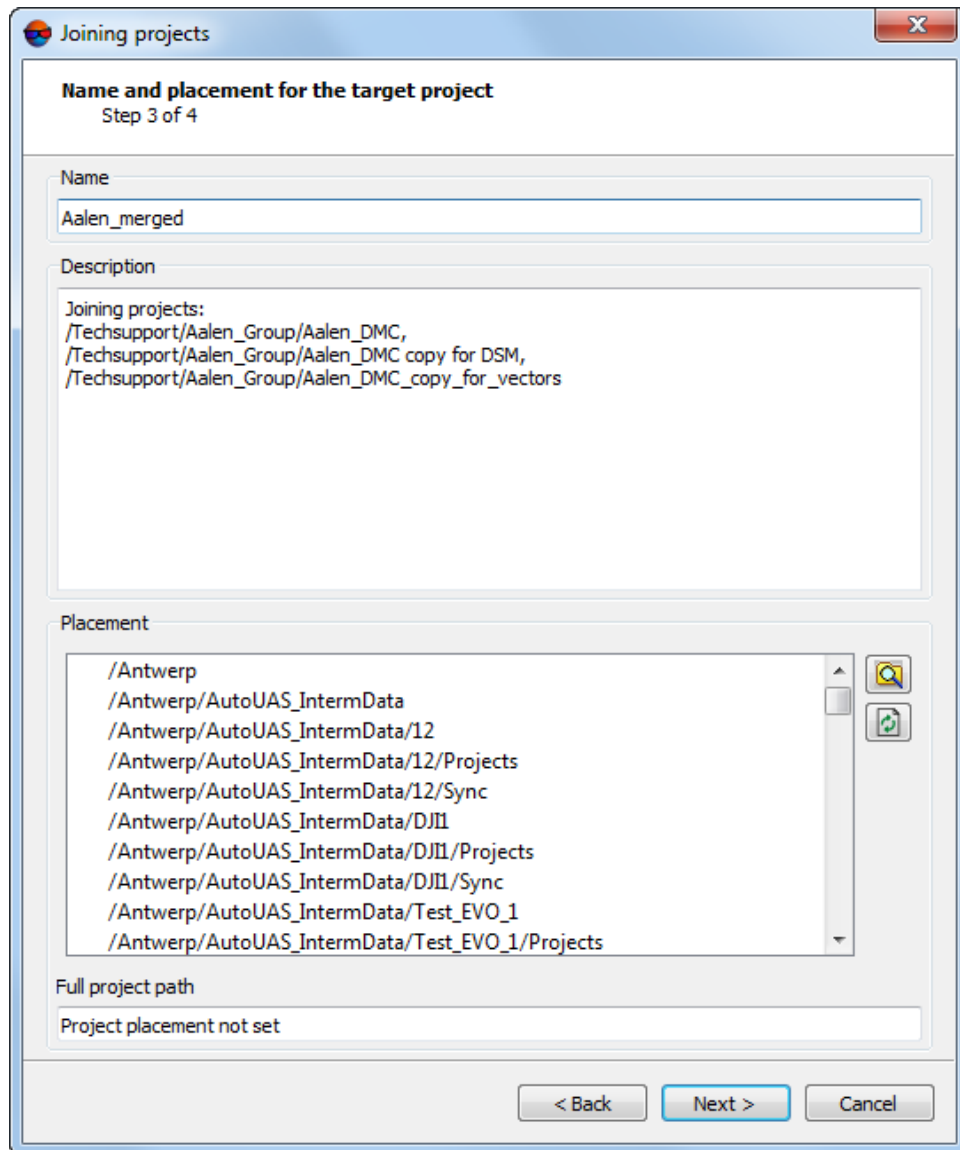 Joining projects
Name and placement for the target project
Step 3 of 4
Name
Aalen_merged
Description
Joining projects:
/Techsupport/Aalen_Group/Aalen_DMC,
/Techsupport/Aalen_Group/Aalen_DMC copy for DSM,
/Techsupport/Aalen_Group/Aalen_DMC_copy_for_vectors
Placement
/Antwerp
/Antwerp/AutoUAS_IntermData
/Antwerp/AutoUAS_IntermData/12
/Antwerp/AutoUAS_IntermData/12/Projects
/Antwerp/AutoUAS_IntermData/12/Sync
/Antwerp/AutoUAS_IntermData/DJI1
/Antwerp/AutoUAS_IntermData/DJI1/Projects
/Antwerp/AutoUAS_IntermData/DJI1/Sync
/Antwerp/AutoUAS_IntermData/Test_EVO_1
/Antwerp/AutoUAS_IntermData/Test_EVO_1/Projects
Full project path
Project placement not set
< Back Next > Cancel